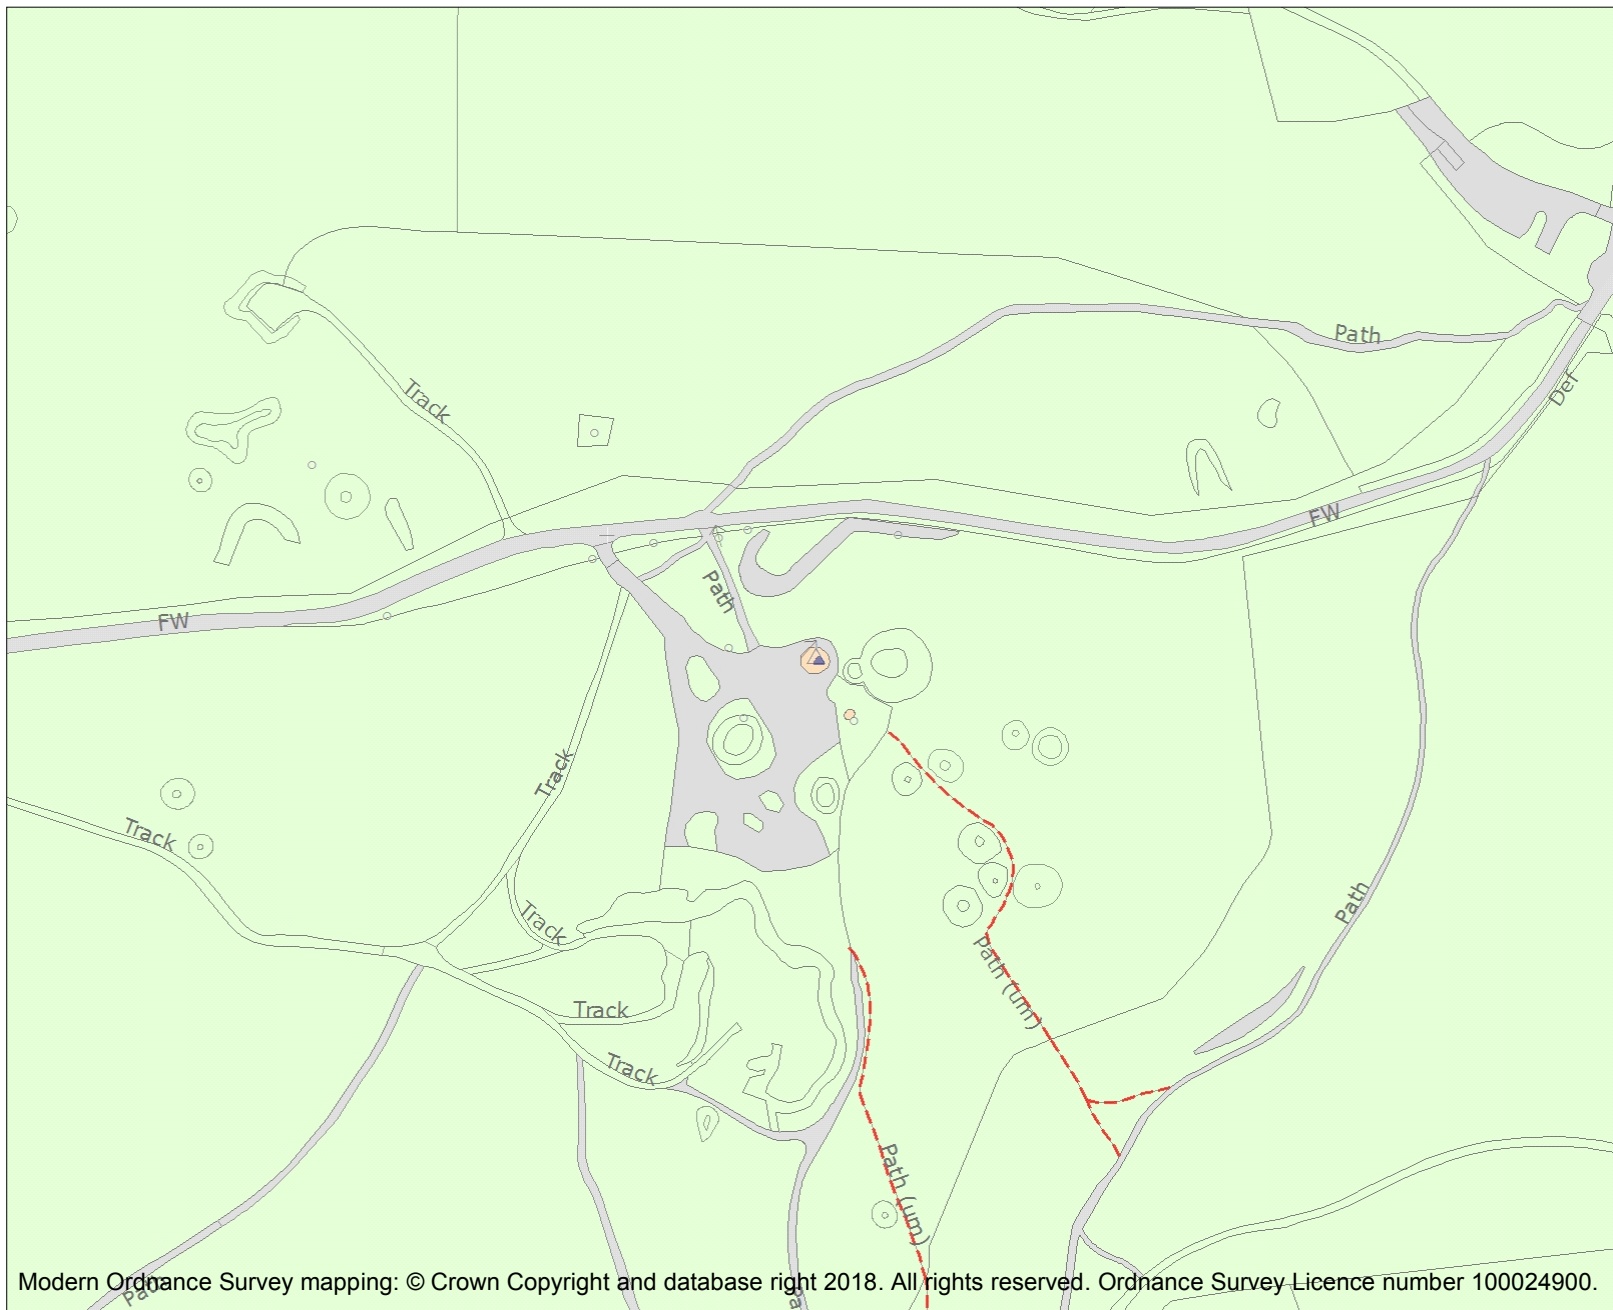 Path
Track
Def
FW
Path
FW
Track
Track
Path
Track
Path (um)
Track
Track
Path (um)
Path
Modern Ordnance Survey mapping: © Crown Copyright and database right 2018. All rights reserved. Ordnance Survey Licence number 100024900.